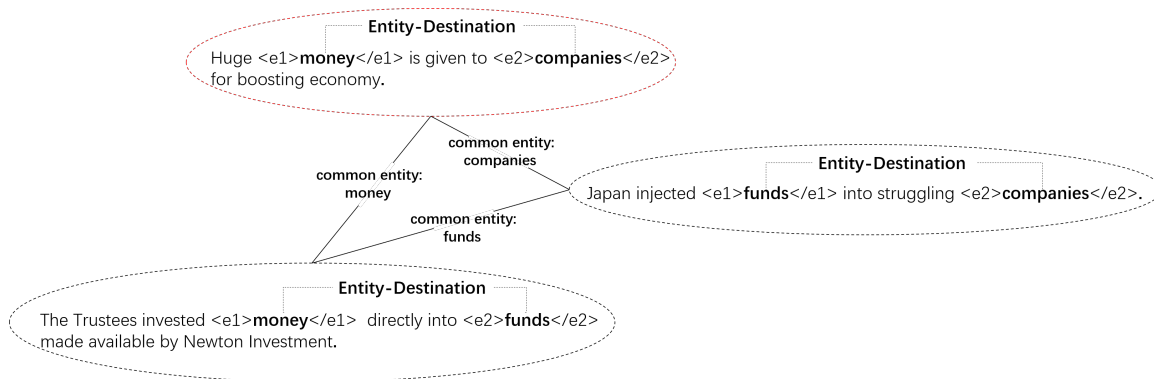 Entity-Destination
Huge <e1>money</e1> is given to <e2>companies</e2>
for boosting economy.
common entity:
companies
common entity:
money
Entity-Destination
Japan injected <e1>funds</e1> into struggling <e2>companies</e2>.
common entity:
funds
Entity-Destination
The Trustees invested <e1>money</e1> directly into <e2>funds</e2>
made available by Newton Investment.